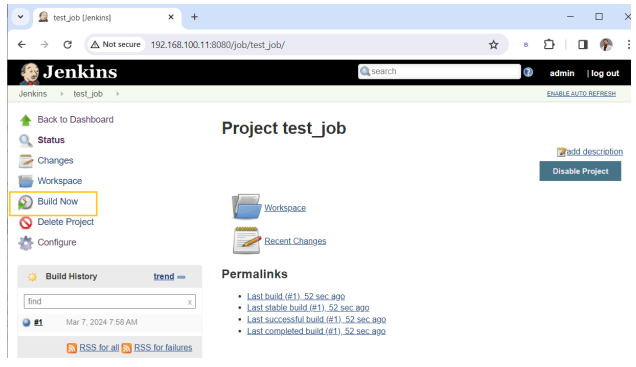 test_job [Jenkins]
Not secure 192.168.100.11:8080/job/test_job/
Jenkins
search
admin | log out
Jenkins test_job
ENABLE AUTO REFRESH
Back to Dashboard
Status
Changes
Workspace
Build Now
Delete Project
Configure
Project test_job
add description
Disable Project
Workspace
Recent Changes
Build History trend
find x
#1 Mar 7, 2024 7:58 AM
RSS for all RSS for failures
Permalinks
Last build (#1), 52 sec ago
Last stable build (#1), 52 sec ago
Last successful build (#1), 52 sec ago
Last completed build (#1), 52 sec ago